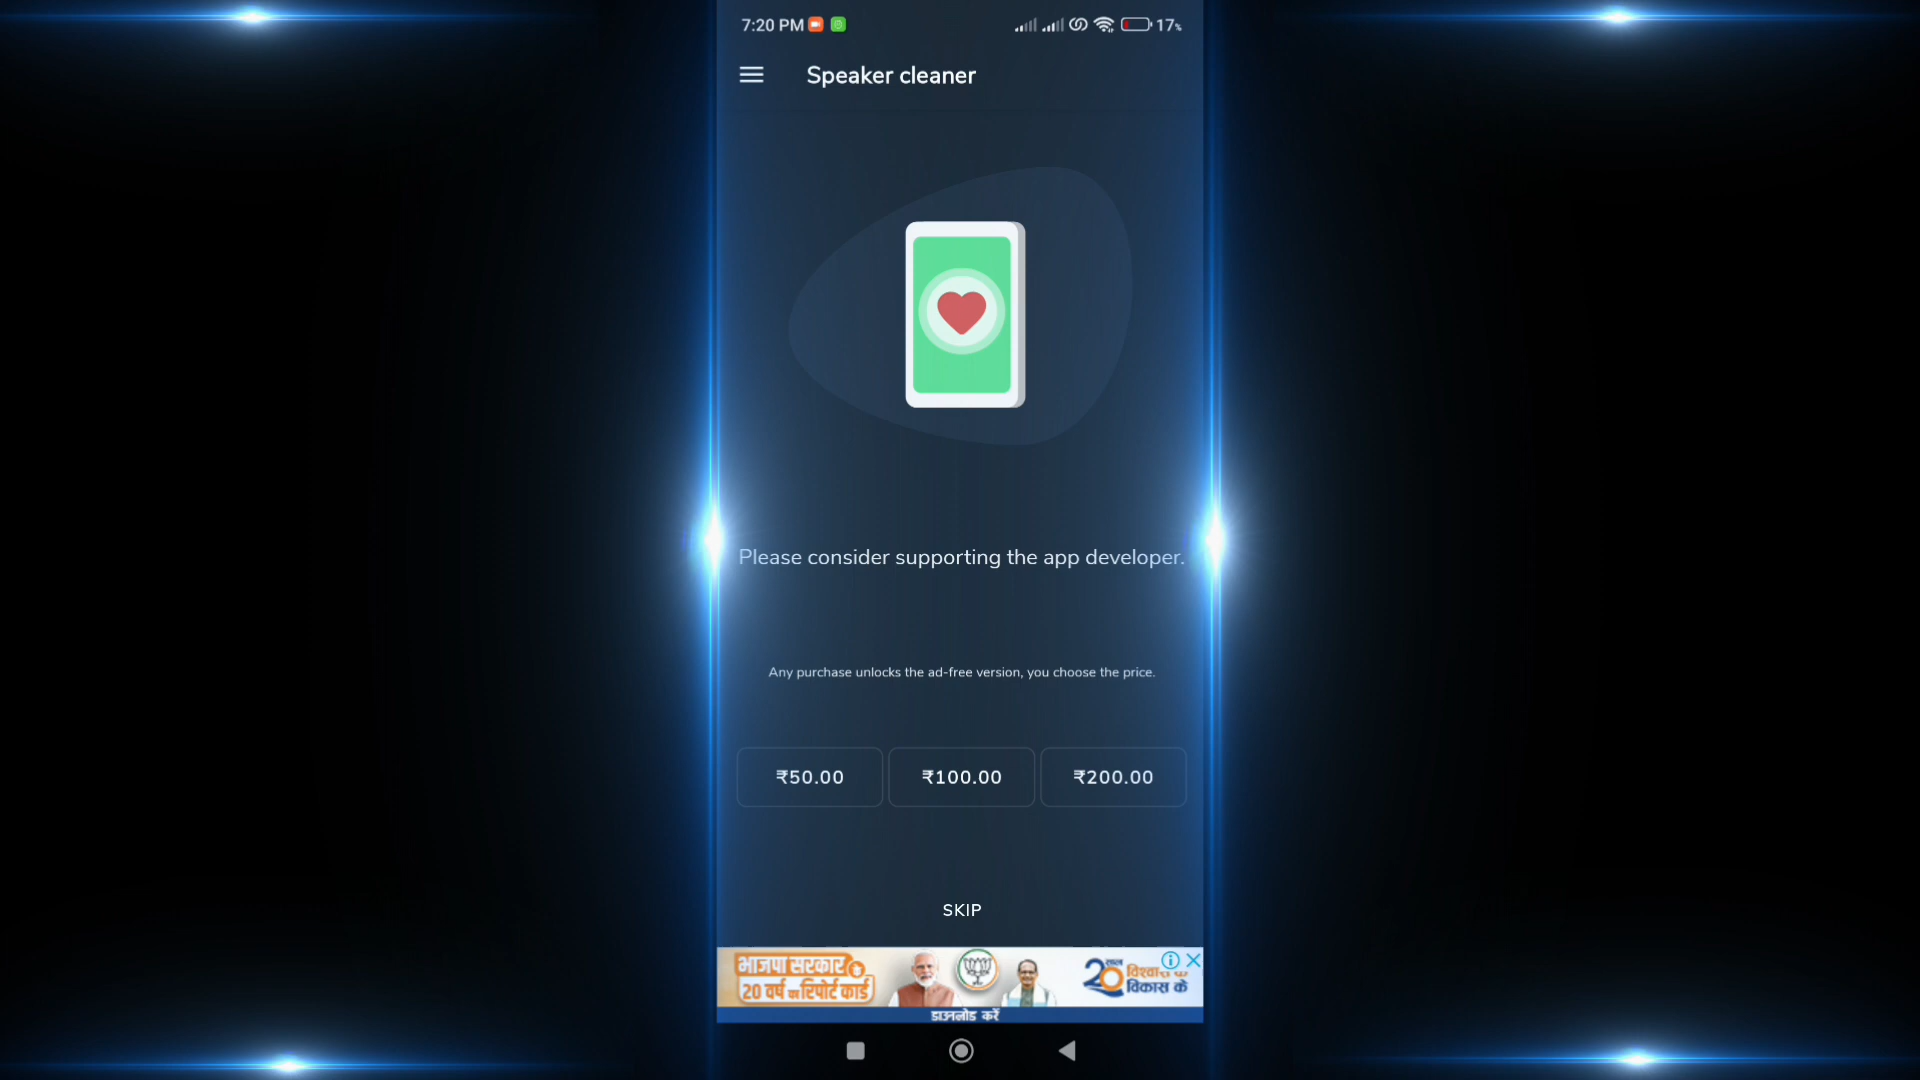 7:20 PM
17%
Speaker cleaner
Please consider supporting the app developer.
Any purchase unlocks the ad-free version, you choose the price.
₹50.00 ₹100.00 ₹200.00
SKIP
भाजपा सरकार के
20 वर्ष का रिपोर्ट कार्ड
20 साल
विश्वास के
विकास के
डाउनलोड करें